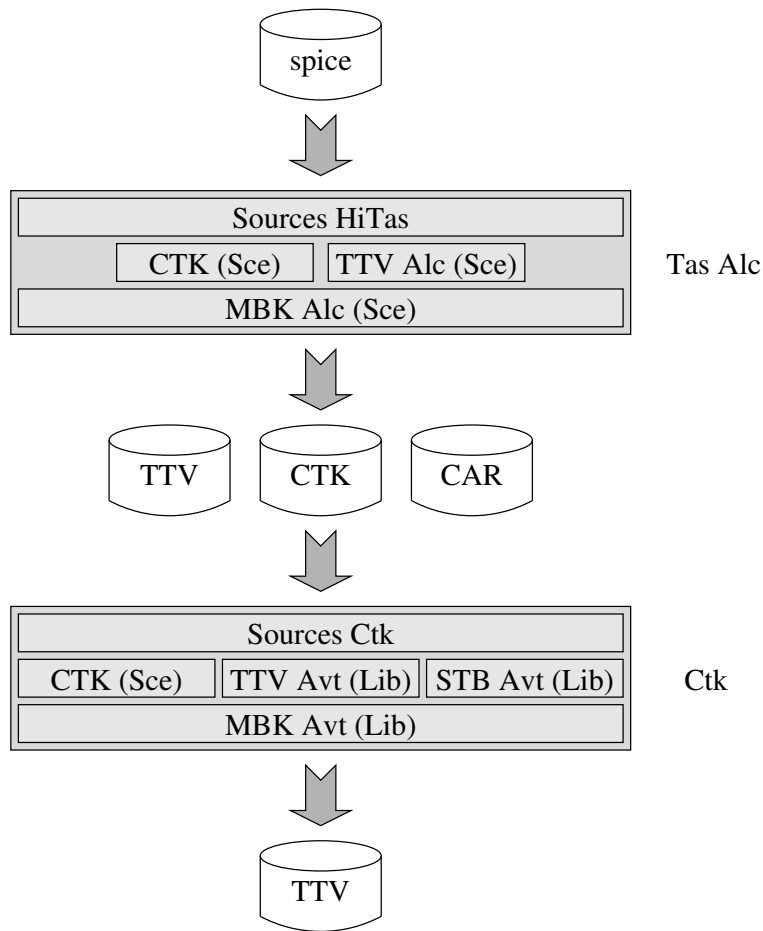 spice
Sources HiTas
CTK (Sce) TTV Alc (Sce)
Tas Alc
MBK Alc (Sce)
TTV CTK CAR
Sources Ctk
CTK (Sce) TTV Avt (Lib) STB Avt (Lib)
Ctk
MBK Avt (Lib)
TTV